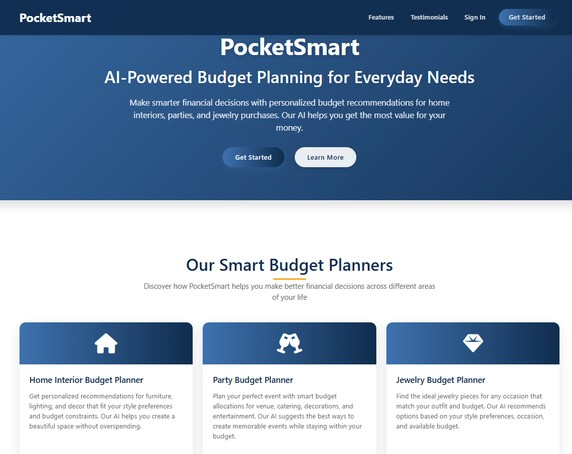 PocketSmart
Features
Testimonials
Sign In
Get Started
PocketSmart
AI-Powered Budget Planning for Everyday Needs
Make smarter financial decisions with personalized budget recommendations for home
interiors, parties, and jewelry purchases. Our AI helps you get the most value for your
money.
Get Started
Learn More
Our Smart Budget Planners
Discover how PocketSmart helps you make better financial decisions across different areas
of your life
Home Interior Budget Planner
Get personalized recommendations for furniture,
lighting, and decor that fit your style preferences
and budget constraints. Our AI helps you create a
beautiful space without overspending.
Party Budget Planner
Plan your perfect event with smart budget
allocations for venue, catering, decorations, and
entertainment. Our AI suggests the best ways to
create memorable events while staying within your
budget.
Jewelry Budget Planner
Find the ideal jewelry pieces for any occasion that
match your outfit and budget. Our AI recommends
options based on your style preferences, occasion,
and available budget.